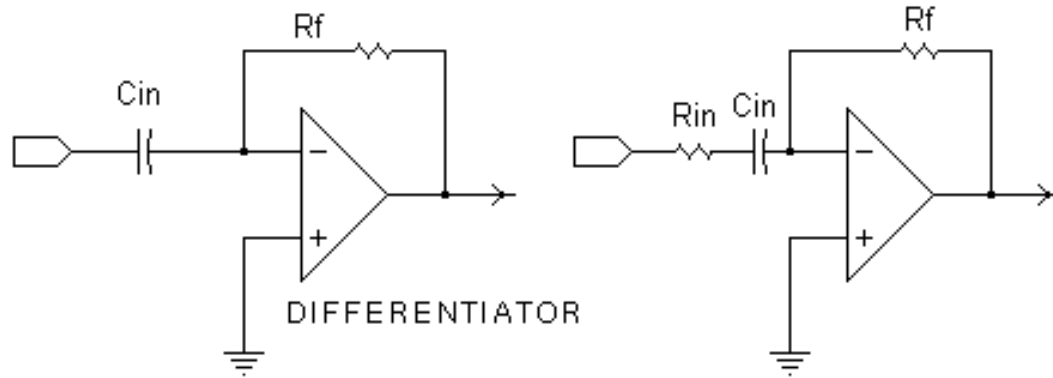 Rf
Cin
DIFFERENTIATOR
Rf
Rin
Cin